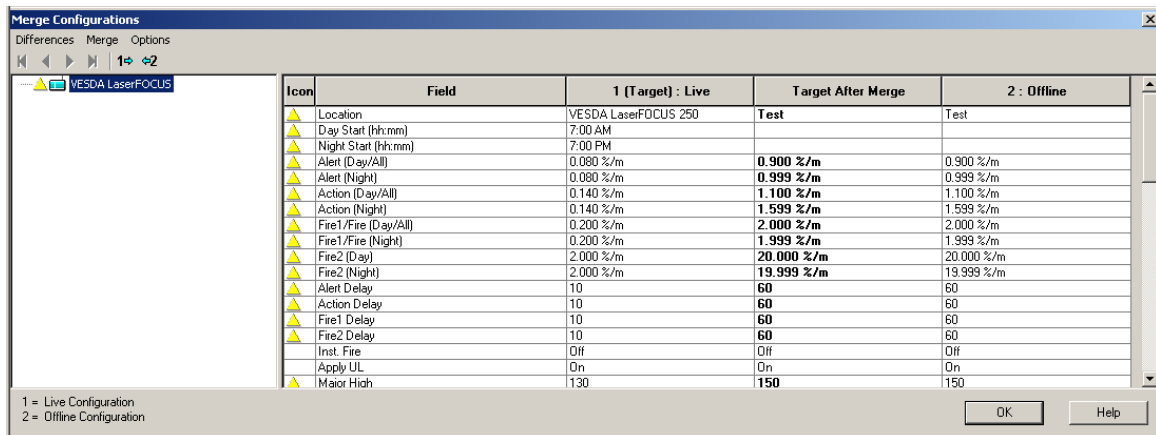 Merge Configurations
Differences Merge Options
1 2
VESDA LaserFOCUS
Icon Field 1 (Target) : Live Target After Merge 2 : Offline
Location VESDA LaserFOCUS 250 Test Test
Day Start (hh:mm) 7:00 AM
Night Start (hh:mm) 7:00 PM
Alert (Day/All) 0.080 %/m 0.900 %/m 0.900 %/m
Alert (Night) 0.080 %/m 0.999 %/m 0.999 %/m
Action (Day/All) 0.140 %/m 1.100 %/m 1.100 %/m
Action (Night) 0.140 %/m 1.599 %/m 1.599 %/m
Fire1/Fire (Day/All) 0.200 %/m 2.000 %/m 2.000 %/m
Fire1/Fire (Night) 0.200 %/m 1.999 %/m 1.999 %/m
Fire2 (Day) 2.000 %/m 20.000 %/m 20.000 %/m
Fire2 (Night) 2.000 %/m 19.999 %/m 19.999 %/m
Alert Delay 10 60 60
Action Delay 10 60 60
Fire1 Delay 10 60 60
Fire2 Delay 10 60 60
Inst. Fire Off Off Off
Apply UL On On On
Major High 130 150 150
1 = Live Configuration
2 = Offline Configuration
OK Help